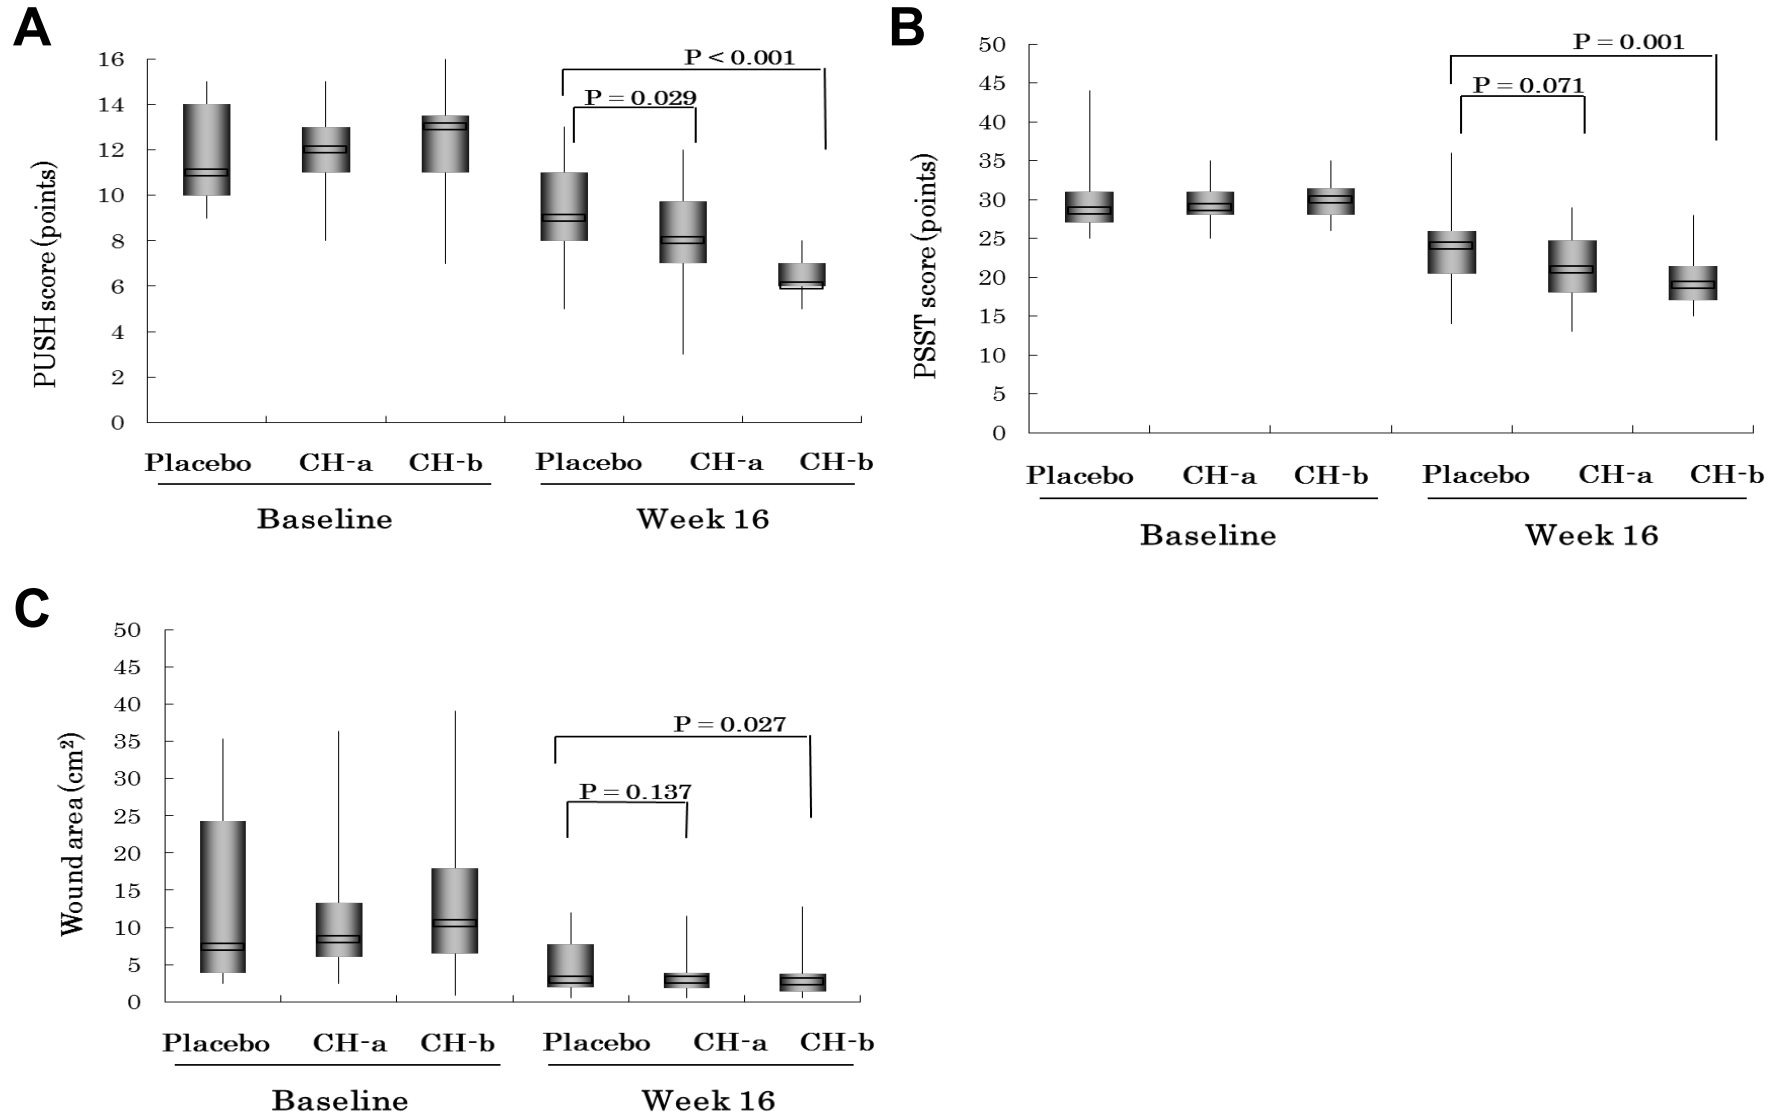 A
PUSH score (points)
16
14
12
10
8
6
4
2
0
P < 0.001
P = 0.029
Placebo CH-a CH-b Placebo CH-a CH-b
Baseline Week 16
B
PSST score (points)
50
45
40
35
30
25
20
15
10
5
0
P = 0.001
P = 0.071
Placebo CH-a CH-b Placebo CH-a CH-b
Baseline Week 16
C
Wound area (cm²)
50
45
40
35
30
25
20
15
10
5
0
P = 0.027
P = 0.137
Placebo CH-a CH-b Placebo CH-a CH-b
Baseline Week 16